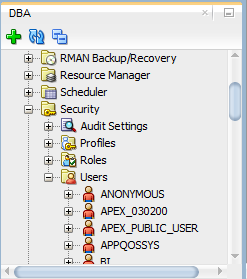 DBA
RMAN Backup/Recovery
Resource Manager
Scheduler
Security
Audit Settings
Profiles
Roles
Users
ANONYMOUS
APEX_030200
APEX_PUBLIC_USER
APPQOSSYS
BI